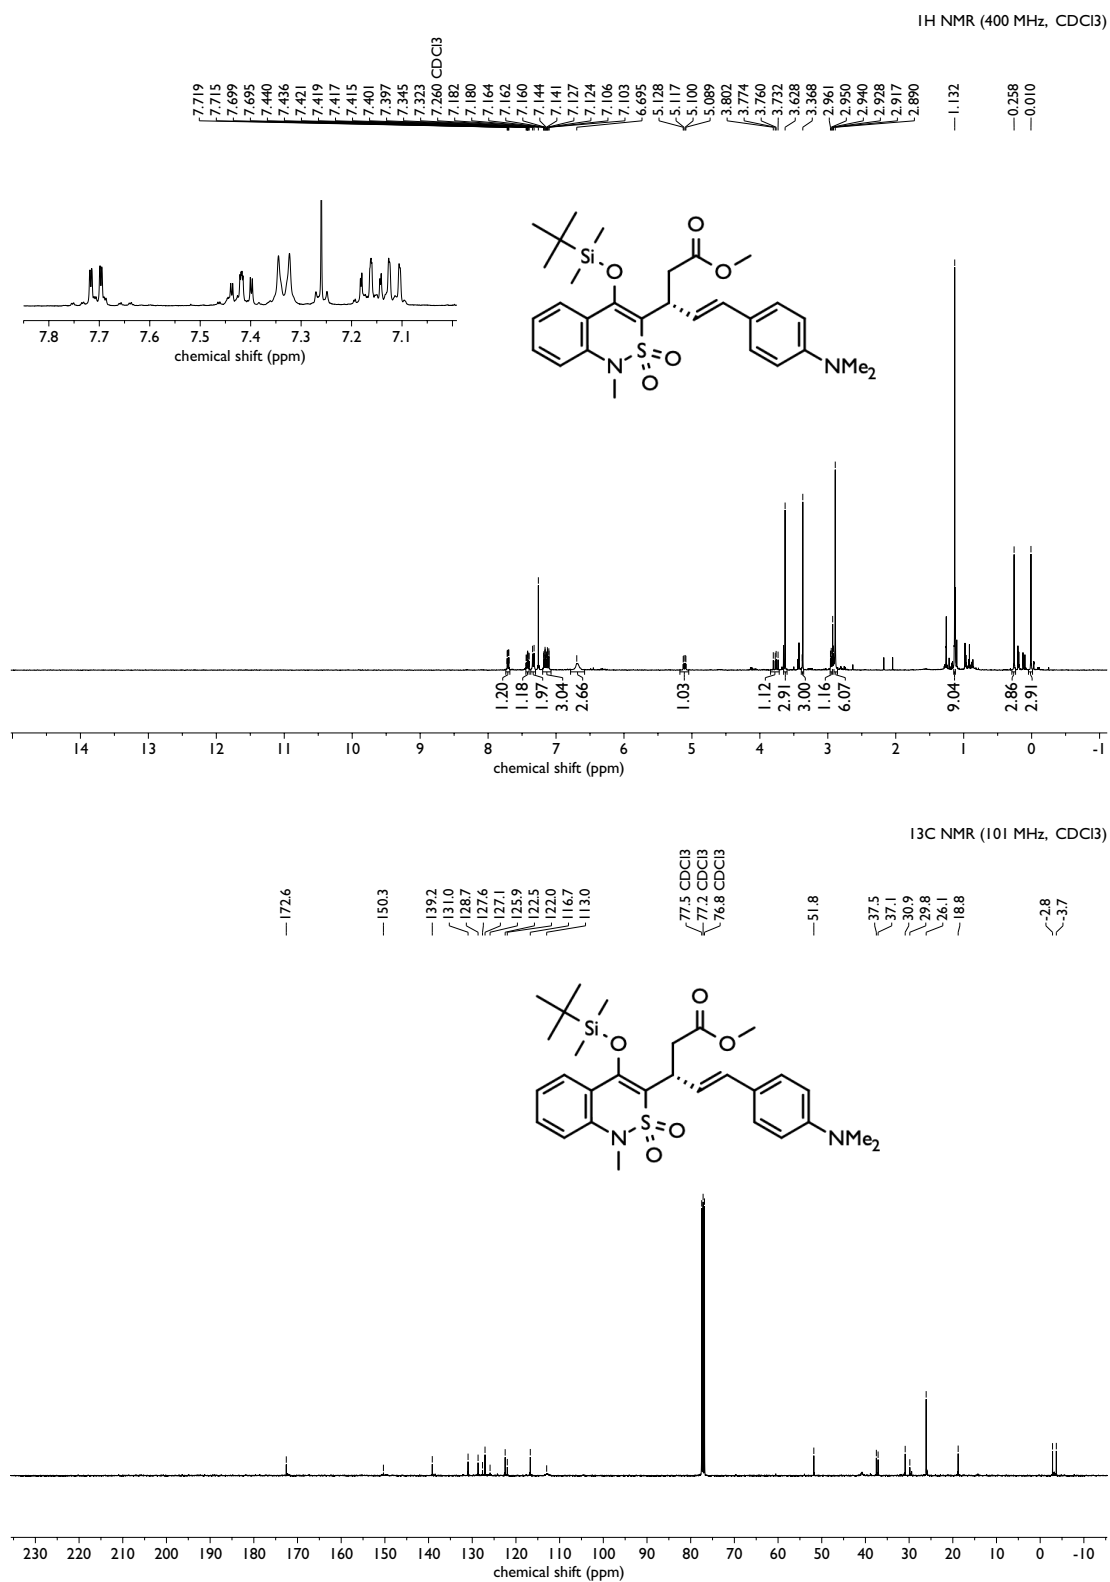 1H NMR (400 MHz, CDCl3)
7.719
7.715
7.699
7.695
7.440
7.436
7.421
7.419
7.417
7.415
7.401
7.397
7.345
7.323
7.260 CDCl3
7.182
7.180
7.164
7.162
7.160
7.144
7.141
7.127
7.124
7.106
7.103
6.695
5.128
5.117
5.100
5.089
3.802
3.774
3.760
3.732
3.628
3.368
2.961
2.950
2.940
2.928
2.917
2.890
1.132
0.258
0.010
7.8 7.7 7.6 7.5 7.4 7.3 7.2 7.1
chemical shift (ppm)
Si
O
O
O
S
O
O
N
NMe2
1.20
1.18
1.97
3.04
2.66
1.03
1.12
2.91
3.00
1.16
6.07
9.04
2.86
2.91
14 13 12 11 10 9 8 7 6 5 4 3 2 1 0 -1
chemical shift (ppm)
13C NMR (101 MHz, CDCl3)
172.6
150.3
139.2
131.0
128.7
127.6
127.1
125.9
122.5
122.0
116.7
113.0
77.5 CDCl3
77.2 CDCl3
76.8 CDCl3
51.8
37.5
37.1
30.9
29.8
26.1
18.8
-2.8
-3.7
Si
O
O
O
S
O
O
N
NMe2
230 220 210 200 190 180 170 160 150 140 130 120 110 100 90 80 70 60 50 40 30 20 10 0 -10
chemical shift (ppm)